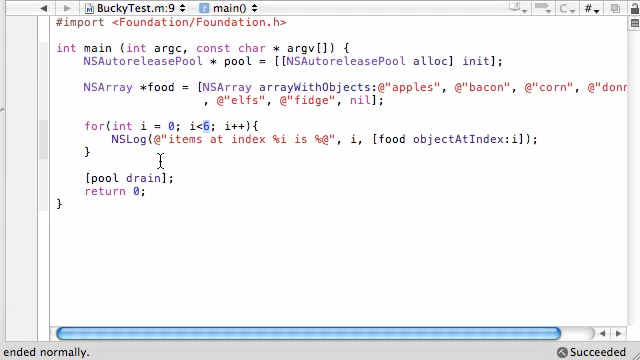 BuckyTest.m:9 f main() C #
#import <Foundation/Foundation.h>
int main (int argc, const char * argv[]) {
NSAutoreleasePool * pool = [[NSAutoreleasePool alloc] init];
NSArray *food = [NSArray arrayWithObjects:@"apples", @"bacon", @"corn", @"donn
, @"elfs", @"fidge", nil];
for(int i = 0; i<6; i++){
NSLog(@"items at index %i is %@", i, [food objectAtIndex:i]);
}
[pool drain];
return 0;
}
ended normally. Succeeded